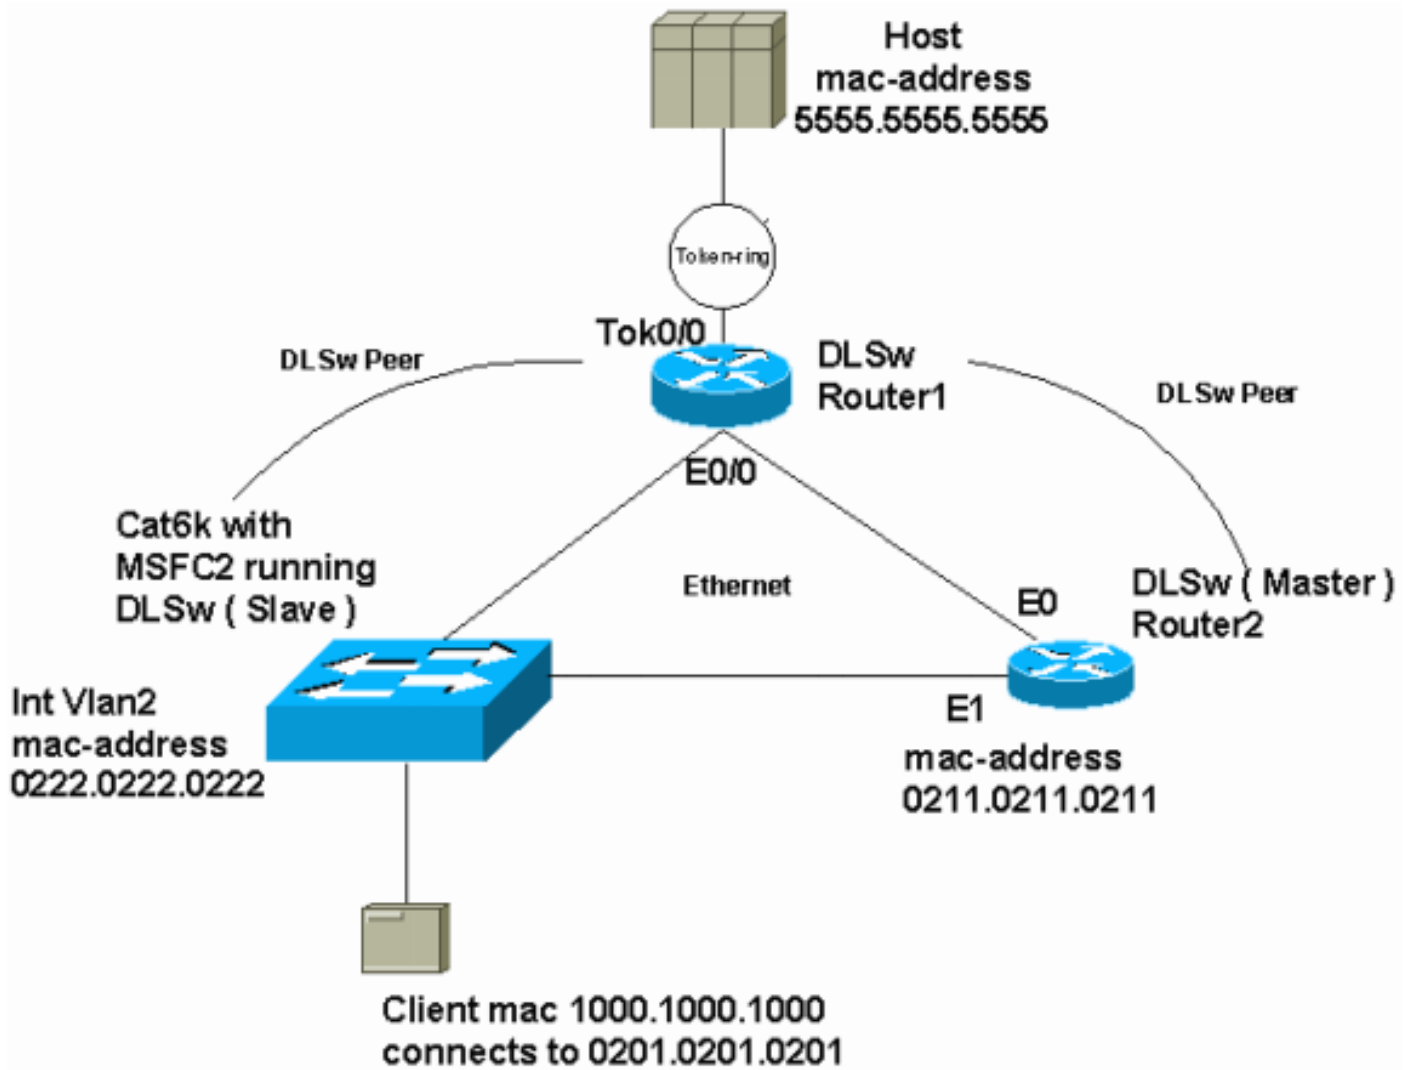 Host
mac-address
5555.5555.5555
Token-ring
Tok0/0
DLSw Peer
DLSw
Router1
DLSw Peer
E0/0
Cat6k with
MSFC2 running
DLSw ( Slave )
Ethernet
E0
DLSw ( Master )
Router2
Int Vlan2
mac-address
0222.0222.0222
E1
mac-address
0211.0211.0211
Client mac 1000.1000.1000
connects to 0201.0201.0201